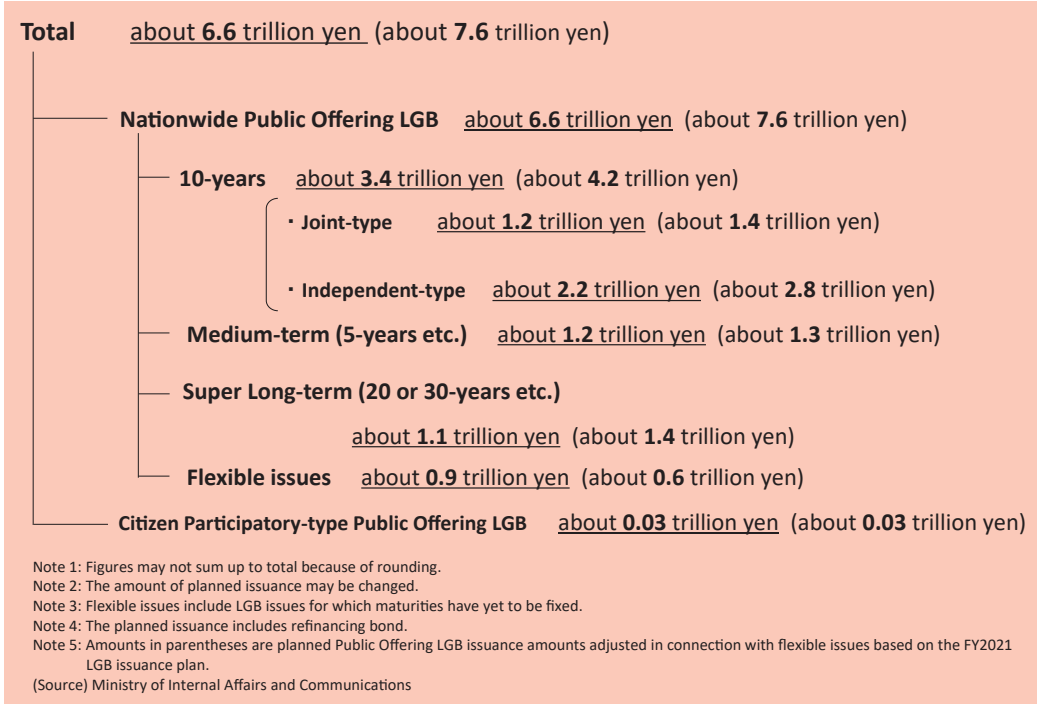 Total about 6.6 trillion yen (about 7.6 trillion yen)
Nationwide Public Offering LGB about 6.6 trillion yen (about 7.6 trillion yen)
10-years about 3.4 trillion yen (about 4.2 trillion yen)
・Joint-type about 1.2 trillion yen (about 1.4 trillion yen)
・Independent-type about 2.2 trillion yen (about 2.8 trillion yen)
Medium-term (5-years etc.) about 1.2 trillion yen (about 1.3 trillion yen)
Super Long-term (20 or 30-years etc.)
about 1.1 trillion yen (about 1.4 trillion yen)
Flexible issues about 0.9 trillion yen (about 0.6 trillion yen)
Citizen Participatory-type Public Offering LGB about 0.03 trillion yen (about 0.03 trillion yen)
Note 1: Figures may not sum up to total because of rounding.
Note 2: The amount of planned issuance may be changed.
Note 3: Flexible issues include LGB issues for which maturities have yet to be fixed.
Note 4: The planned issuance includes refinancing bond.
Note 5: Amounts in parentheses are planned Public Offering LGB issuance amounts adjusted in connection with flexible issues based on the FY2021
LGB issuance plan.
(Source) Ministry of Internal Affairs and Communications